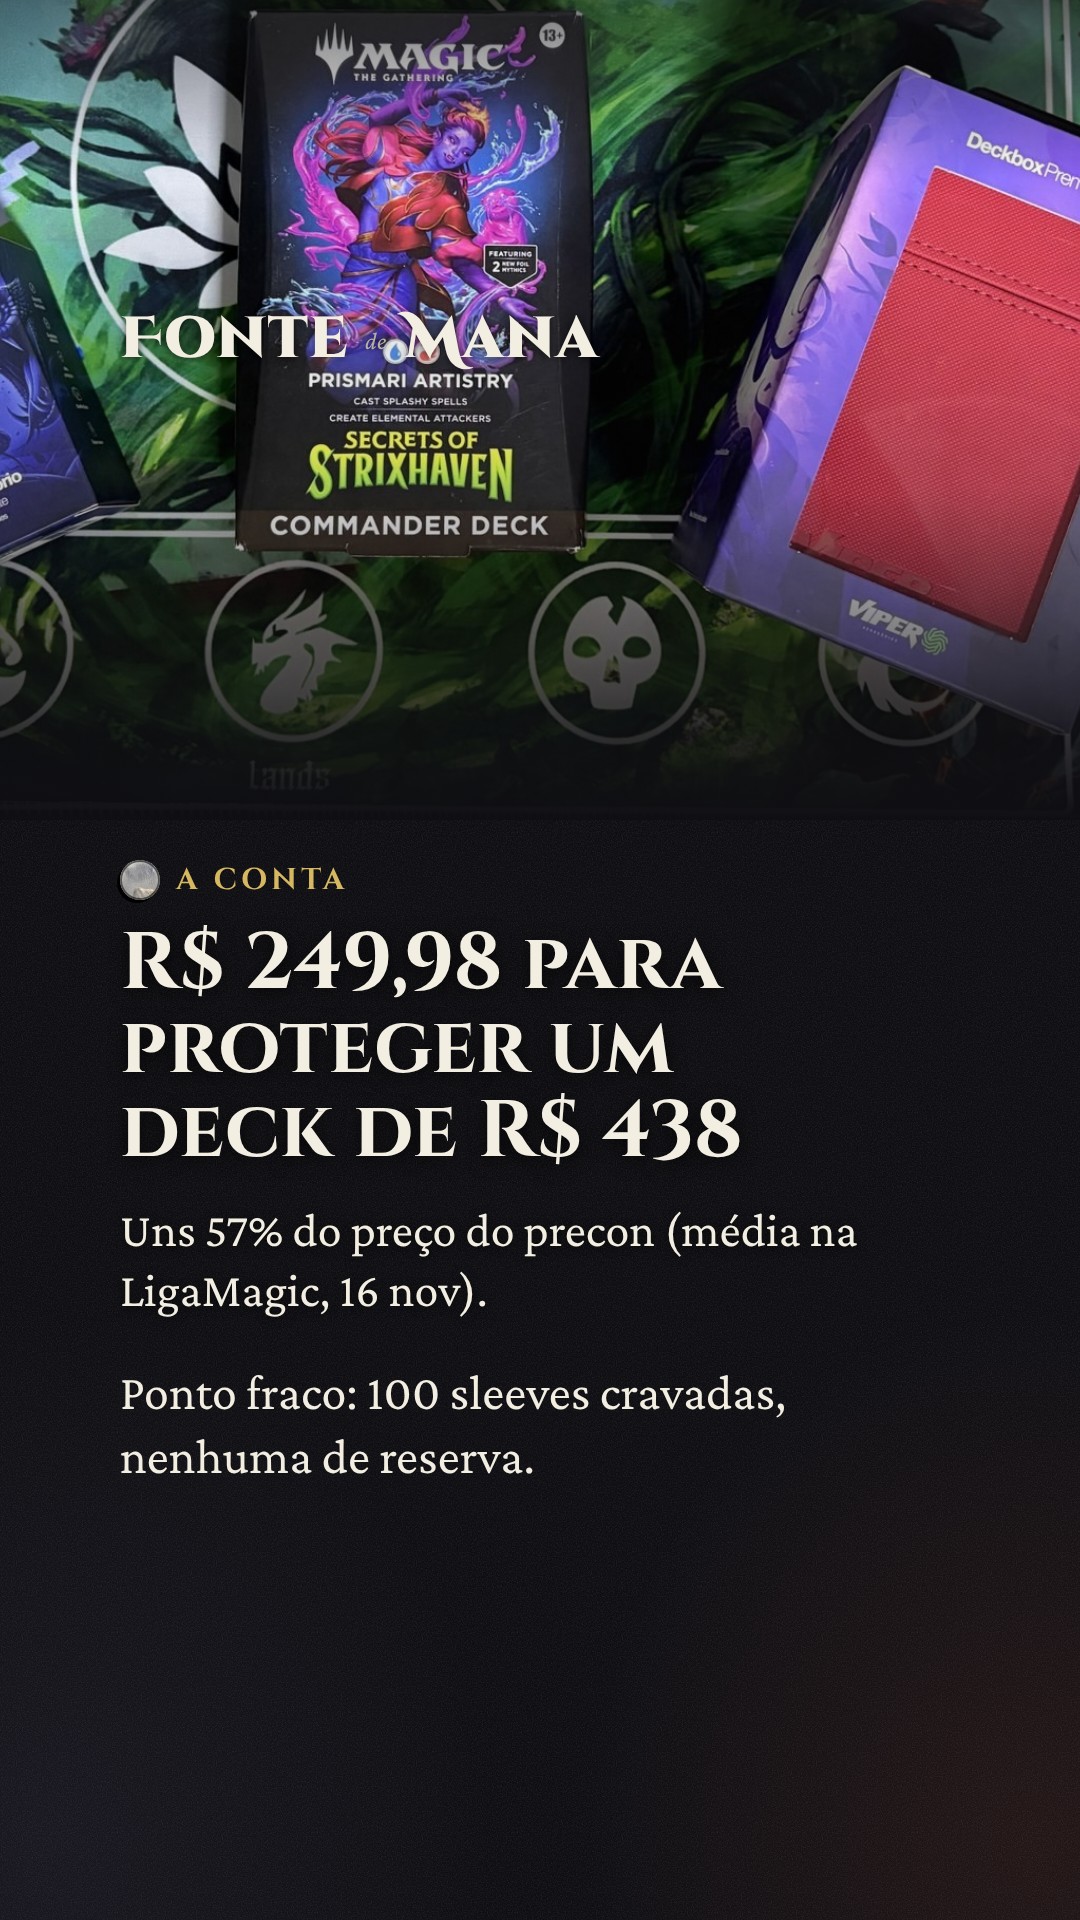 MAGIC
THE GATHERING
13+
FEATURING
2 NEW FOIL
MYTHICS
DeckboxPrem
FONTE de MANA
PRISMARI ARTISTRY
CAST SPLASHY SPELLS
CREATE ELEMENTAL ATTACKERS
SECRETS OF
STRIXHAVEN
COMMANDER DECK
VIPER
lands
A CONTA
R$ 249,98 PARA
PROTEGER UM
DECK DE R$ 438
Uns 57% do preço do precon (média na
LigaMagic, 16 nov).
Ponto fraco: 100 sleeves cravadas,
nenhuma de reserva.